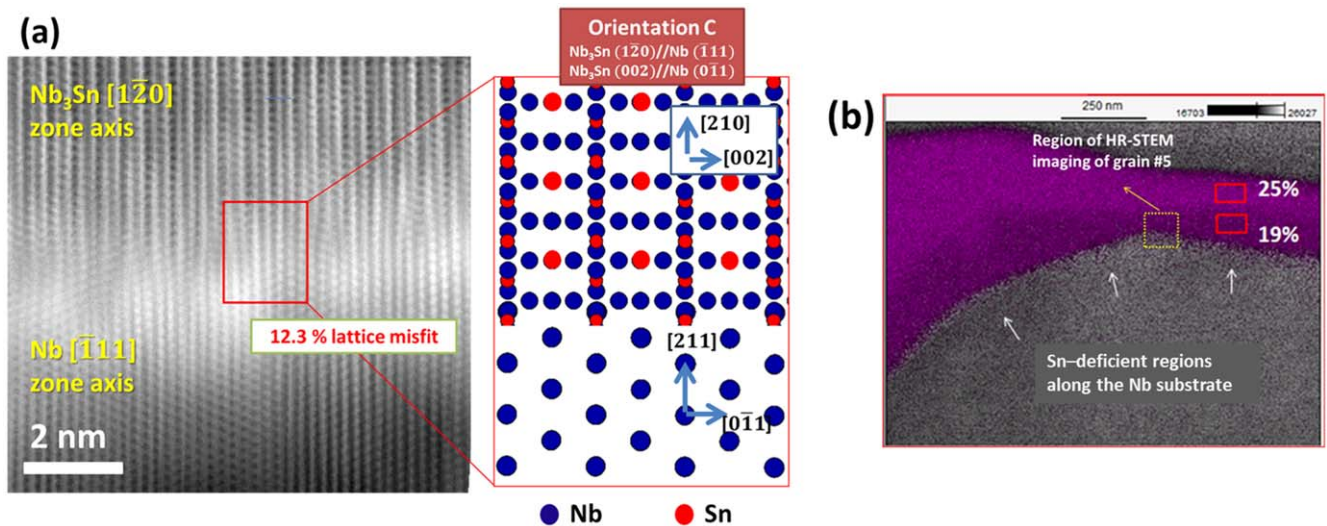 (a)
Nb₃Sn [12̅0]
zone axis
Nb [1̅11]
zone axis
2 nm
12.3 % lattice misfit
Orientation C
Nb₃Sn (12̅0)//Nb (1̅11)
Nb₃Sn (002)//Nb (01̅1)
[210]
[002]
[211]
[01̅1]
Nb
Sn
(b)
250 nm
16703
26027
Region of HR-STEM
imaging of grain #5
25%
19%
Sn–deficient regions
along the Nb substrate